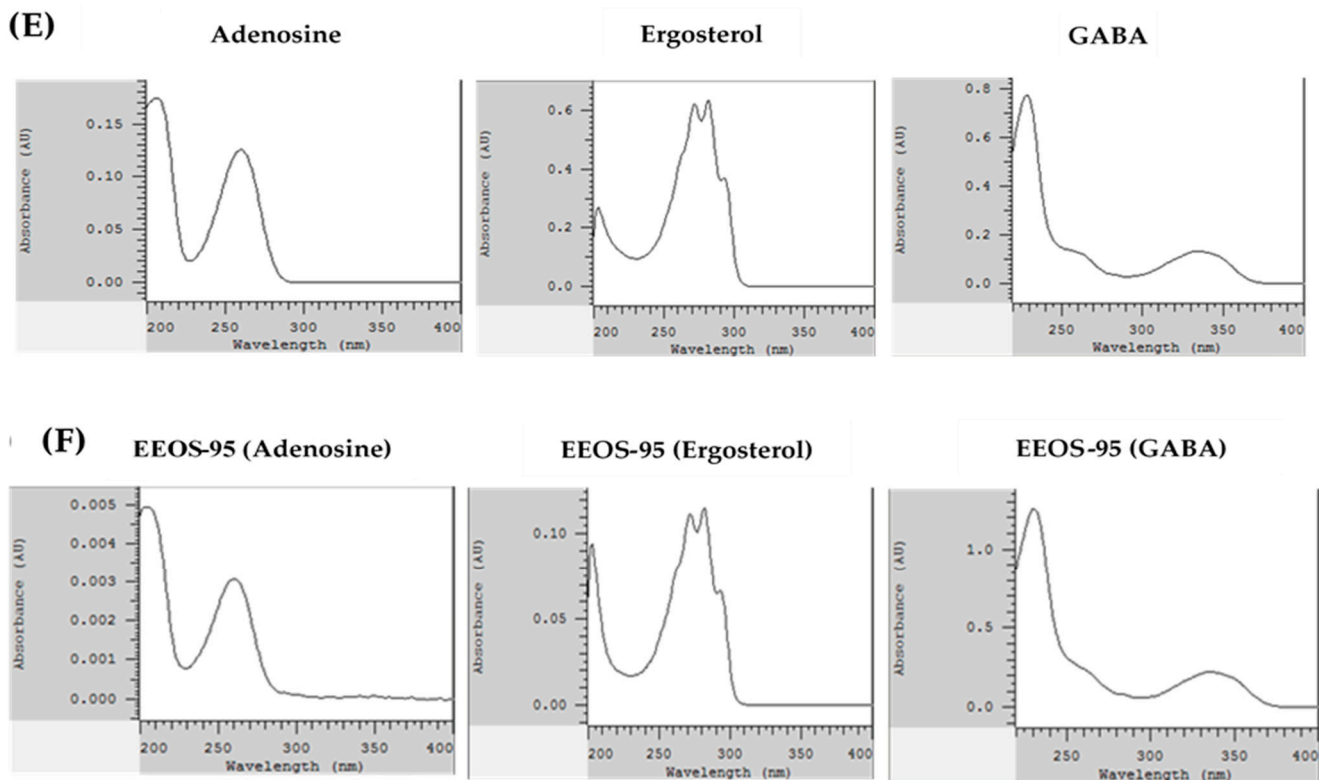 (E)
Adenosine
Ergosterol
GABA
Absorbance (AU)
0.15
0.10
0.05
0.00
200 250 300 350 400
Wavelength (nm)
Absorbance (AU)
0.6
0.4
0.2
0.0
200 250 300 350 400
Wavelength (nm)
Absorbance (AU)
0.8
0.6
0.4
0.2
0.0
250 300 350 400
Wavelength (nm)
(F)
EEOS-95 (Adenosine)
EEOS-95 (Ergosterol)
EEOS-95 (GABA)
Absorbance (AU)
0.005
0.004
0.003
0.002
0.001
0.000
200 250 300 350 400
Wavelength (nm)
Absorbance (AU)
0.10
0.05
0.00
200 250 300 350 400
Wavelength (nm)
Absorbance (AU)
1.0
0.5
0.0
250 300 350 400
Wavelength (nm)